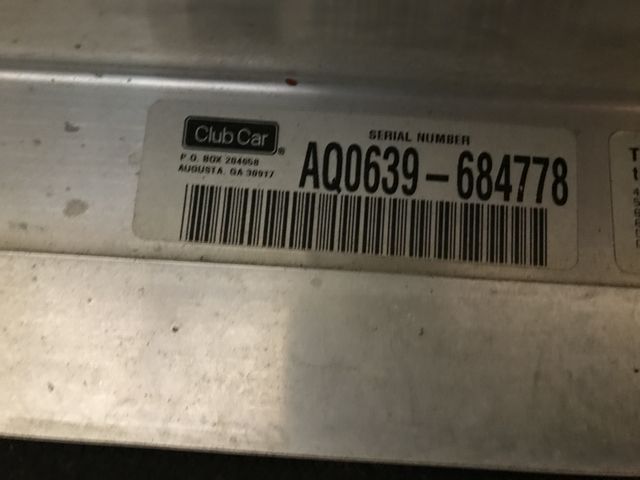 Club Car®
P.O. BOX 204658
AUGUSTA, GA 30917
SERIAL NUMBER
AQ0639-684778